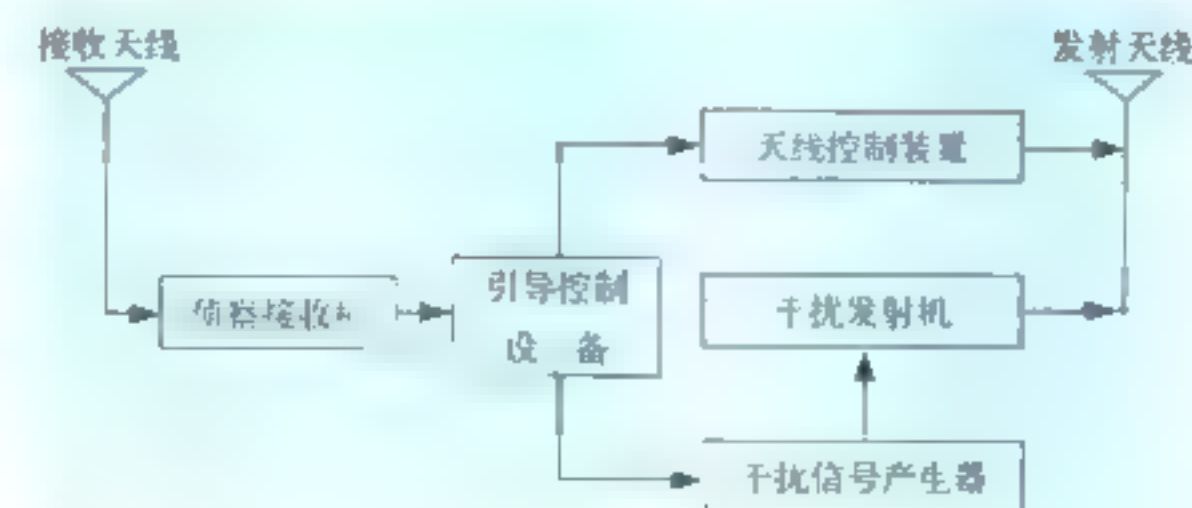 接收天线
发射天线
天线控制装置
引导控制
设 备
侦察接收
干扰发射机
干扰信号产生器